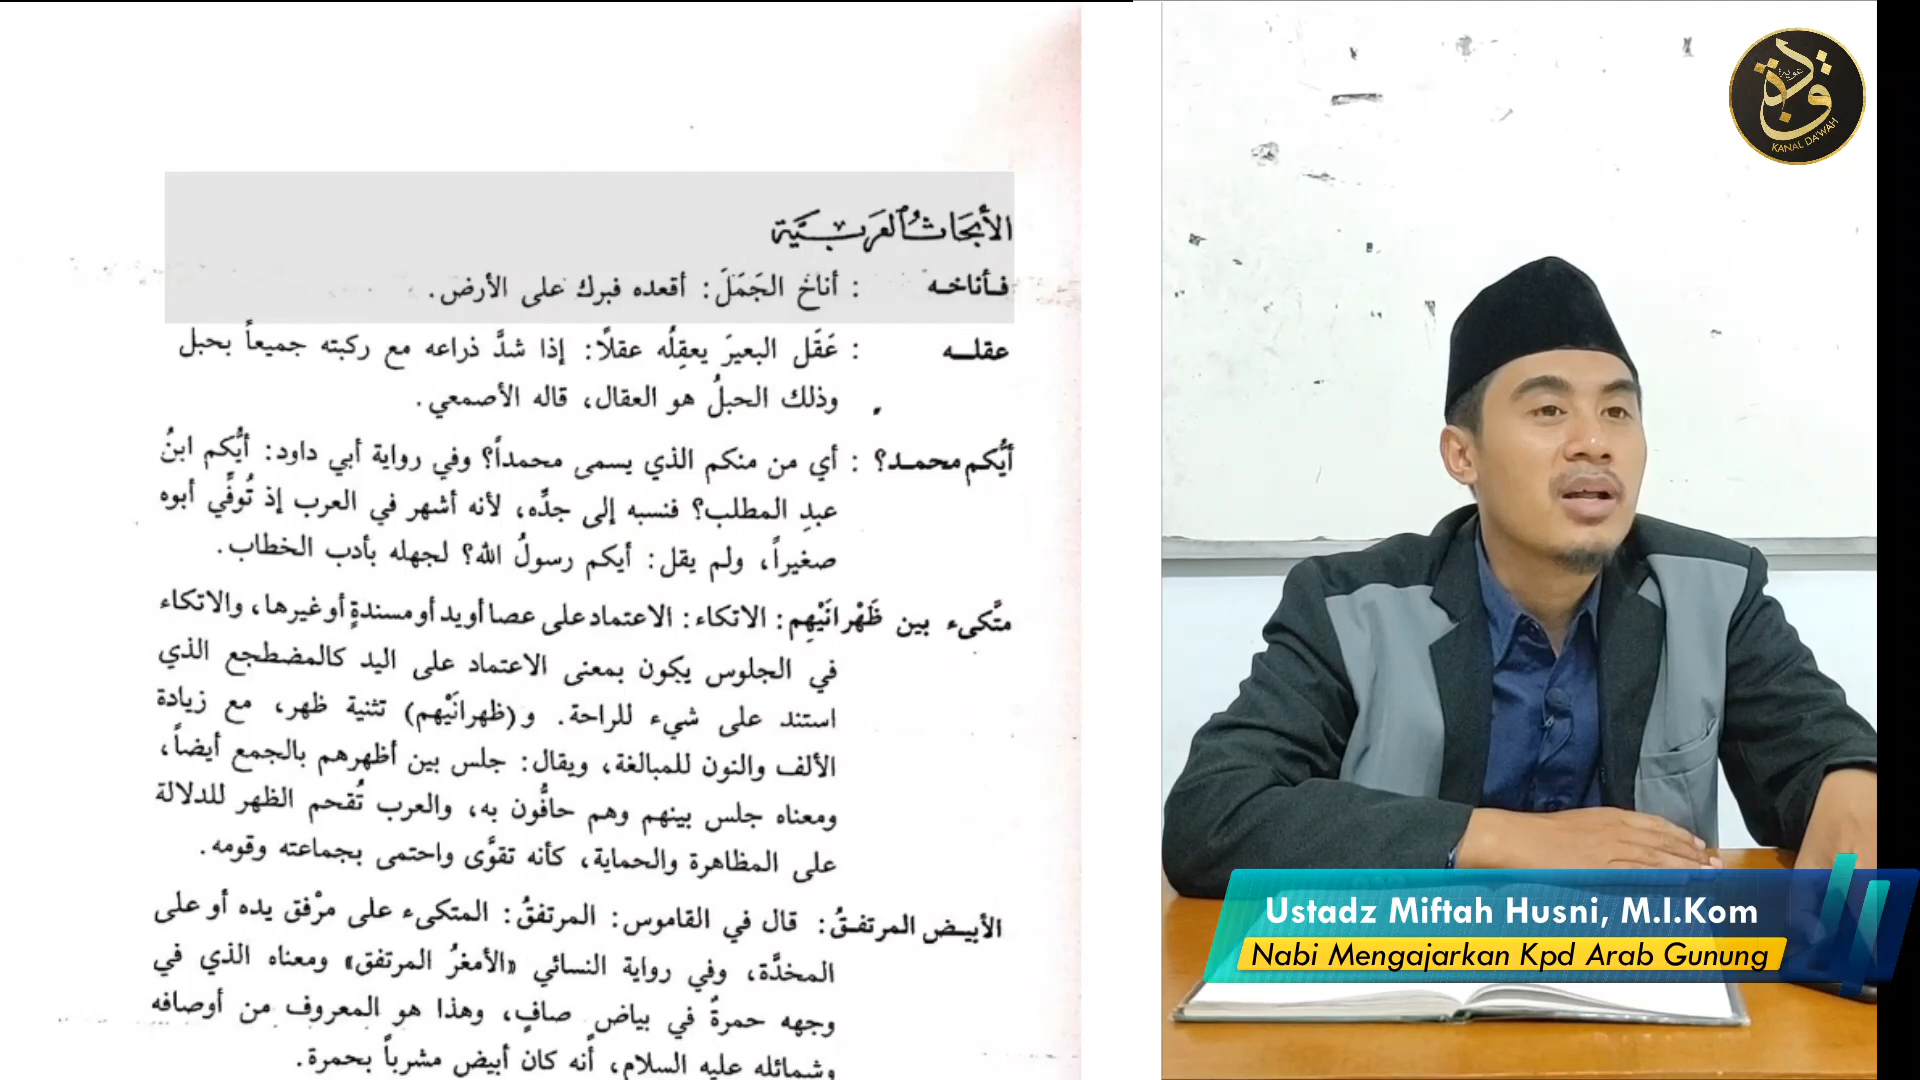 الأبحَاثُ العَرَبيَّة
فأناخه : أناخ الجَمَلَ: أقعده فبرك على الأرض.
عقله : عَقَل البعيرَ يعقِلُه عقلًا: إذا شدَّ ذراعه مع ركبته جميعاً بحبل
وذلك الحبلُ هو العقال، قاله الأصمعي.
أيُّكم محمد؟ : أي من منكم الذي يسمى محمداً؟ وفي رواية أبي داود: أيُّكم ابنُ
عبدِ المطلب؟ فنسبه إلى جدِّه، لأنه أشهر في العرب إذ تُوفِّي أبوه
صغيراً، ولم يقل: أيكم رسولُ الله؟ لجهله بأدب الخطاب.
متَّكىء بين ظَهْرانَيْهِم: الاتكاء: الاعتماد على عصا أو يد أو مسندةٍ أو غيرها، والاتكاء
في الجلوس يكون بمعنى الاعتماد على اليد كالمضطجع الذي
استند على شيء للراحة. و(ظهرانَيْهم) تثنية ظهر، مع زيادة
الألف والنون للمبالغة، ويقال: جلس بين أظهرهم بالجمع أيضاً،
ومعناه جلس بينهم وهم حافُّون به، والعرب تُقحم الظهر للدلالة
على المظاهرة والحماية، كأنه تقوَّى واحتمى بجماعته وقومه.
الأبيض المرتفقُ: قال في القاموس: المرتفقُ: المتكىء على مرْفق يده أو على
المخدَّة، وفي رواية النسائي «الأمغرُ المرتفق» ومعناه الذي في
وجهه حمرةٌ في بياض صافٍ، وهذا هو المعروف من أوصافه
وشمائله عليه السلام، أنه كان أبيض مشرباً بحمرة.
KANAL DA'WAH
Ustadz Miftah Husni, M.I.Kom
Nabi Mengajarkan Kpd Arab Gunung